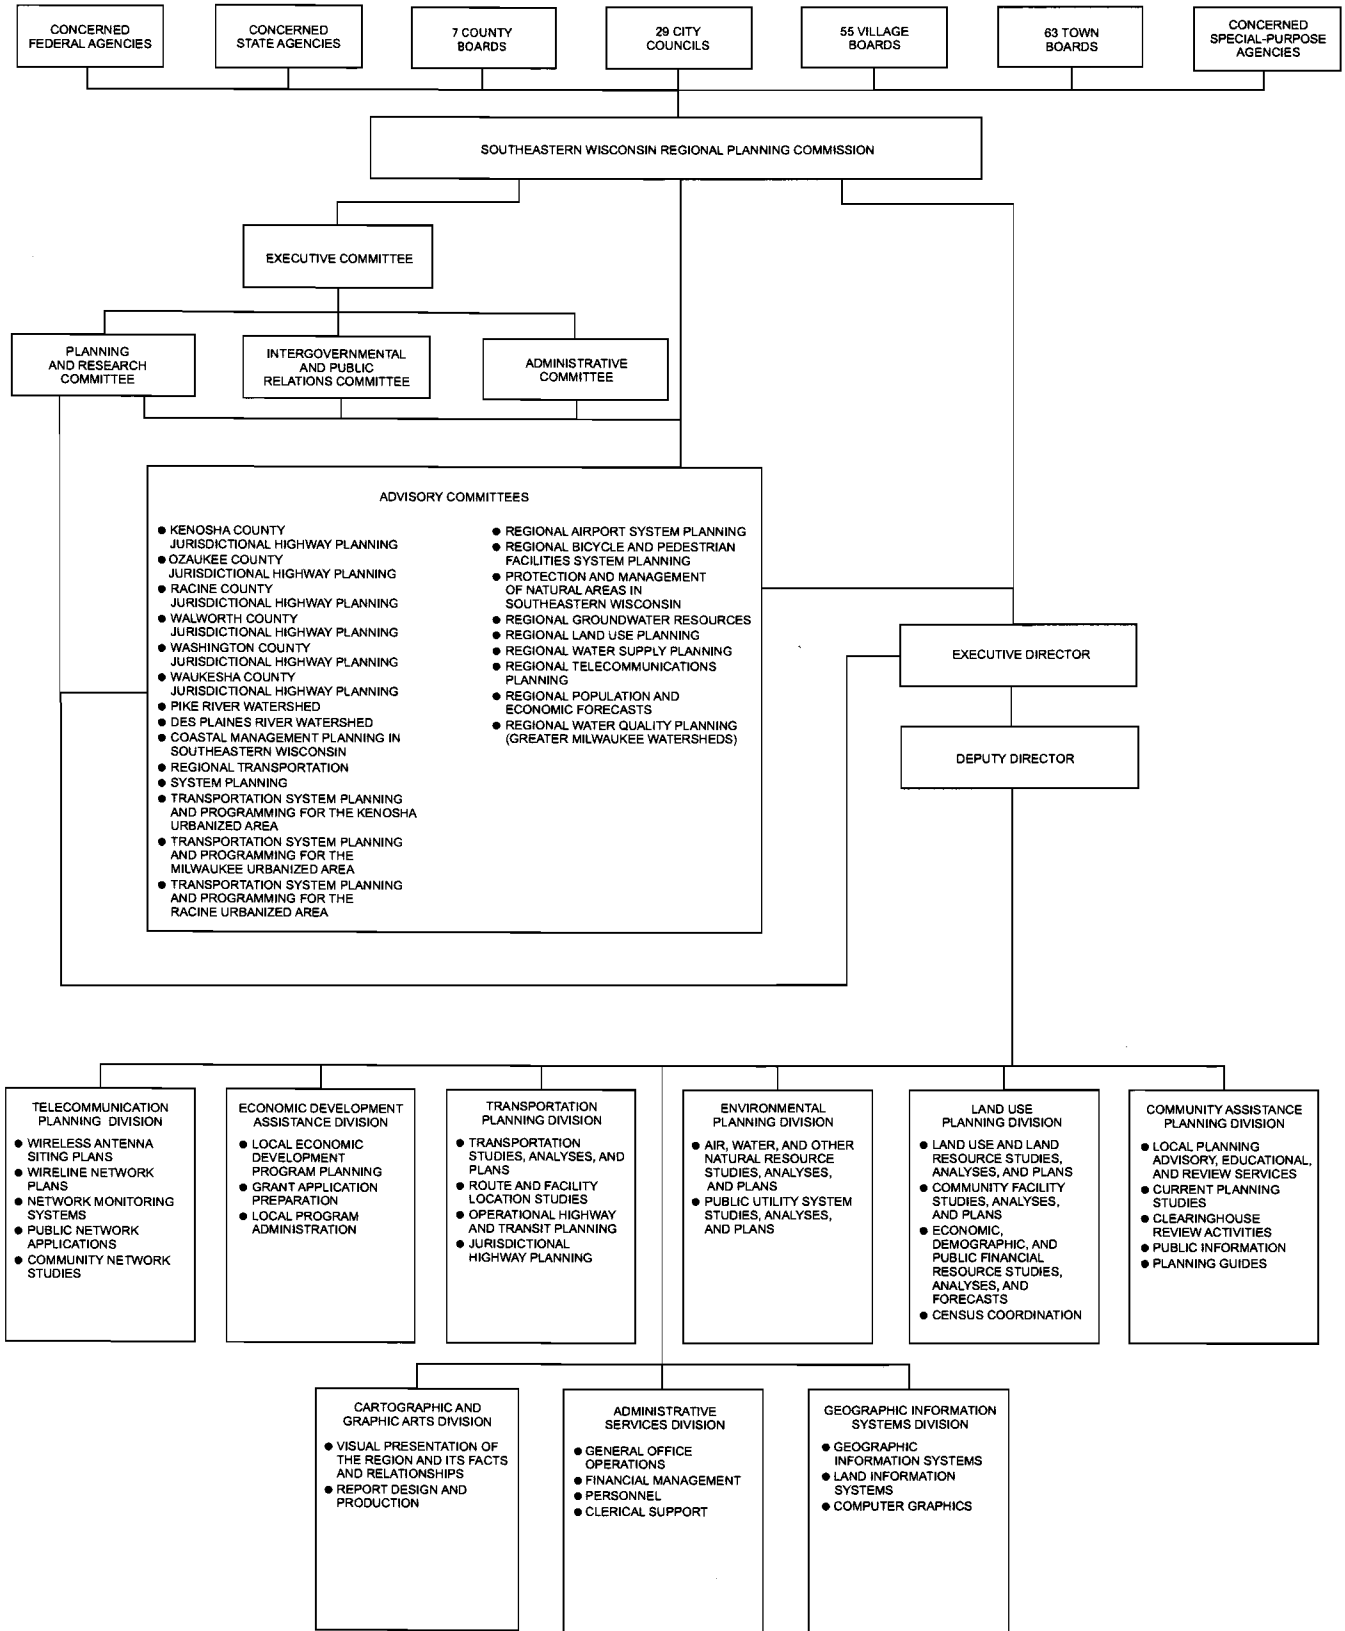 CONCERNED
FEDERAL AGENCIES
CONCERNED
STATE AGENCIES
7 COUNTY
BOARDS
29 CITY
COUNCILS
55 VILLAGE
BOARDS
63 TOWN
BOARDS
CONCERNED
SPECIAL-PURPOSE
AGENCIES
SOUTHEASTERN WISCONSIN REGIONAL PLANNING COMMISSION
EXECUTIVE COMMITTEE
PLANNING
AND RESEARCH
COMMITTEE
INTERGOVERNMENTAL
AND PUBLIC
RELATIONS COMMITTEE
ADMINISTRATIVE
COMMITTEE
ADVISORY COMMITTEES
● KENOSHA COUNTY
JURISDICTIONAL HIGHWAY PLANNING
● OZAUKEE COUNTY
JURISDICTIONAL HIGHWAY PLANNING
● RACINE COUNTY
JURISDICTIONAL HIGHWAY PLANNING
● WALWORTH COUNTY
JURISDICTIONAL HIGHWAY PLANNING
● WASHINGTON COUNTY
JURISDICTIONAL HIGHWAY PLANNING
● WAUKESHA COUNTY
JURISDICTIONAL HIGHWAY PLANNING
● PIKE RIVER WATERSHED
● DES PLAINES RIVER WATERSHED
● COASTAL MANAGEMENT PLANNING IN
SOUTHEASTERN WISCONSIN
● REGIONAL TRANSPORTATION
● SYSTEM PLANNING
● TRANSPORTATION SYSTEM PLANNING
AND PROGRAMMING FOR THE KENOSHA
URBANIZED AREA
● TRANSPORTATION SYSTEM PLANNING
AND PROGRAMMING FOR THE
MILWAUKEE URBANIZED AREA
● TRANSPORTATION SYSTEM PLANNING
AND PROGRAMMING FOR THE
RACINE URBANIZED AREA
● REGIONAL AIRPORT SYSTEM PLANNING
● REGIONAL BICYCLE AND PEDESTRIAN
FACILITIES SYSTEM PLANNING
● PROTECTION AND MANAGEMENT
OF NATURAL AREAS IN
SOUTHEASTERN WISCONSIN
● REGIONAL GROUNDWATER RESOURCES
● REGIONAL LAND USE PLANNING
● REGIONAL WATER SUPPLY PLANNING
● REGIONAL TELECOMMUNICATIONS
PLANNING
● REGIONAL POPULATION AND
ECONOMIC FORECASTS
● REGIONAL WATER QUALITY PLANNING
(GREATER MILWAUKEE WATERSHEDS)
EXECUTIVE DIRECTOR
DEPUTY DIRECTOR
TELECOMMUNICATION
PLANNING DIVISION
● WIRELESS ANTENNA
SITING PLANS
● WIRELINE NETWORK
PLANS
● NETWORK MONITORING
SYSTEMS
● PUBLIC NETWORK
APPLICATIONS
● COMMUNITY NETWORK
STUDIES
ECONOMIC DEVELOPMENT
ASSISTANCE DIVISION
● LOCAL ECONOMIC
DEVELOPMENT
PROGRAM PLANNING
● GRANT APPLICATION
PREPARATION
● LOCAL PROGRAM
ADMINISTRATION
TRANSPORTATION
PLANNING DIVISION
● TRANSPORTATION
STUDIES, ANALYSES, AND
PLANS
● ROUTE AND FACILITY
LOCATION STUDIES
● OPERATIONAL HIGHWAY
AND TRANSIT PLANNING
● JURISDICTIONAL
HIGHWAY PLANNING
ENVIRONMENTAL
PLANNING DIVISION
● AIR, WATER, AND OTHER
NATURAL RESOURCE
STUDIES, ANALYSES,
AND PLANS
● PUBLIC UTILITY SYSTEM
STUDIES, ANALYSES,
AND PLANS
LAND USE
PLANNING DIVISION
● LAND USE AND LAND
RESOURCE STUDIES,
ANALYSES, AND PLANS
● COMMUNITY FACILITY
STUDIES, ANALYSES,
AND PLANS
● ECONOMIC,
DEMOGRAPHIC, AND
PUBLIC FINANCIAL
RESOURCE STUDIES,
ANALYSES, AND
FORECASTS
● CENSUS COORDINATION
COMMUNITY ASSISTANCE
PLANNING DIVISION
● LOCAL PLANNING
ADVISORY, EDUCATIONAL,
AND REVIEW SERVICES
● CURRENT PLANNING
STUDIES
● CLEARINGHOUSE
REVIEW ACTIVITIES
● PUBLIC INFORMATION
● PLANNING GUIDES
CARTOGRAPHIC AND
GRAPHIC ARTS DIVISION
● VISUAL PRESENTATION OF
THE REGION AND ITS FACTS
AND RELATIONSHIPS
● REPORT DESIGN AND
PRODUCTION
ADMINISTRATIVE
SERVICES DIVISION
● GENERAL OFFICE
OPERATIONS
● FINANCIAL MANAGEMENT
● PERSONNEL
● CLERICAL SUPPORT
GEOGRAPHIC INFORMATION
SYSTEMS DIVISION
● GEOGRAPHIC
INFORMATION SYSTEMS
● LAND INFORMATION
SYSTEMS
● COMPUTER GRAPHICS